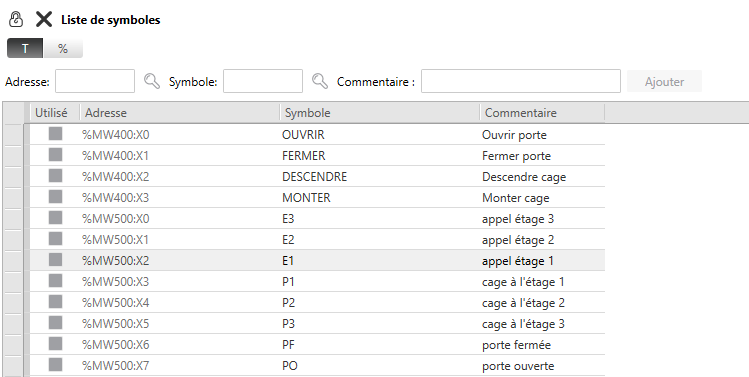 Liste de symboles
T %
Adresse: Symbole: Commentaire : Ajouter
Utilisé Adresse Symbole Commentaire
%MW400:X0 OUVRIR Ouvrir porte
%MW400:X1 FERMER Fermer porte
%MW400:X2 DESCENDRE Descendre cage
%MW400:X3 MONTER Monter cage
%MW500:X0 E3 appel étage 3
%MW500:X1 E2 appel étage 2
%MW500:X2 E1 appel étage 1
%MW500:X3 P1 cage à l'étage 1
%MW500:X4 P2 cage à l'étage 2
%MW500:X5 P3 cage à l'étage 3
%MW500:X6 PF porte fermée
%MW500:X7 PO porte ouverte